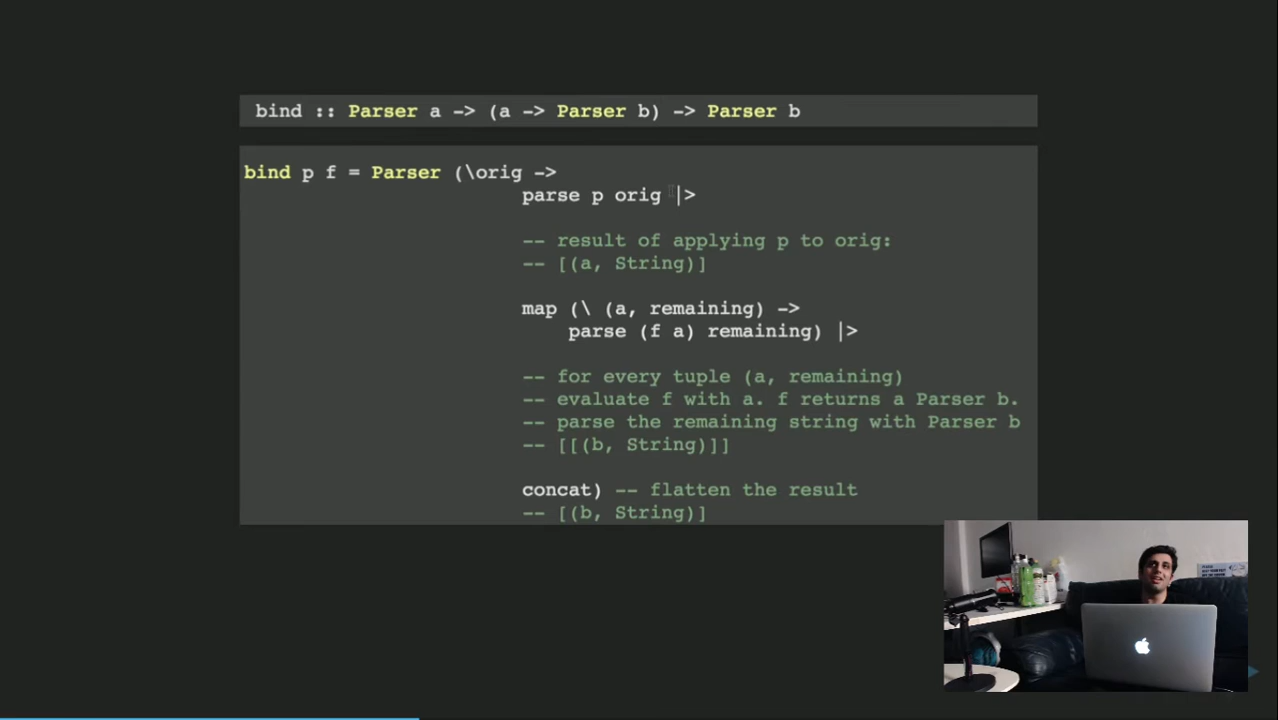 bind :: Parser a -> (a -> Parser b) -> Parser b
bind p f = Parser (\orig ->
parse p orig |>
-- result of applying p to orig:
-- [(a, String)]
map (\ (a, remaining) ->
parse (f a) remaining) |>
-- for every tuple (a, remaining)
-- evaluate f with a. f returns a Parser b.
-- parse the remaining string with Parser b
-- [[(b, String)]]
concat) -- flatten the result
-- [(b, String)]